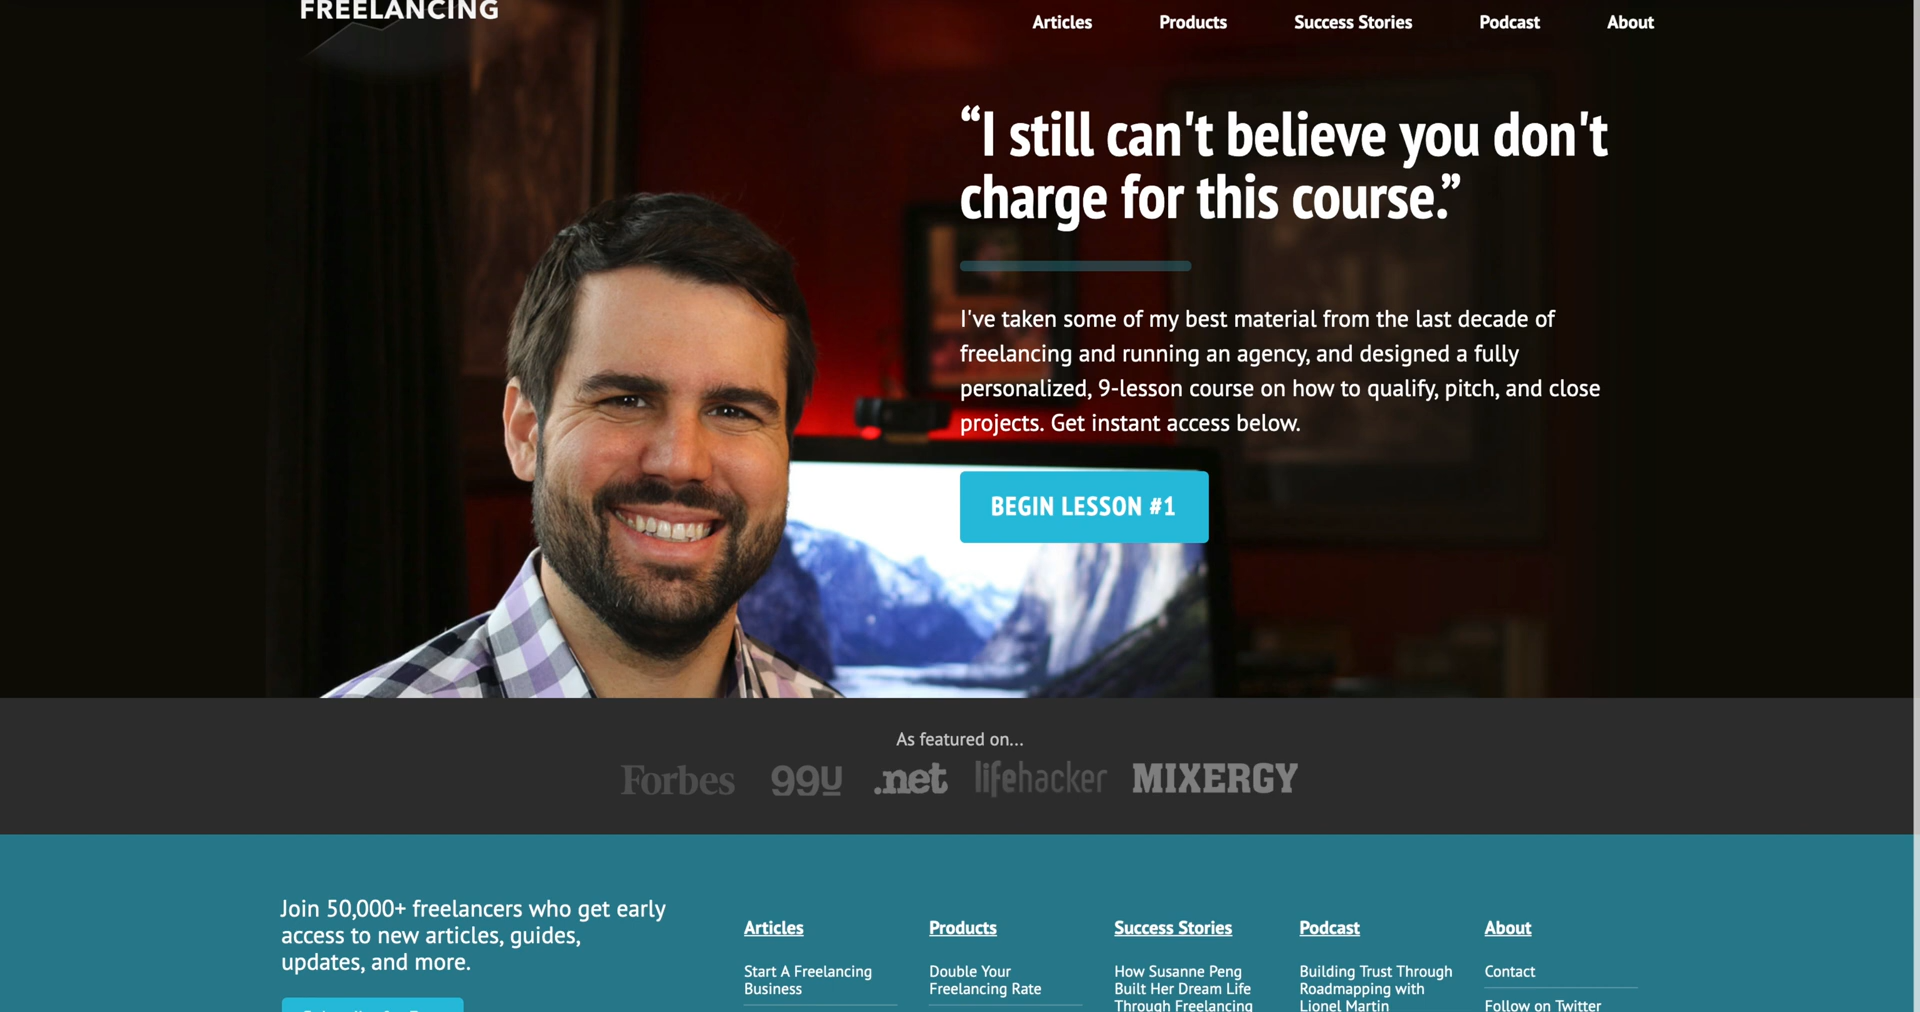 FREELANCING
Articles
Products
Success Stories
Podcast
About
“I still can't believe you don't
charge for this course.”
I've taken some of my best material from the last decade of
freelancing and running an agency, and designed a fully
personalized, 9-lesson course on how to qualify, pitch, and close
projects. Get instant access below.
BEGIN LESSON #1
As featured on...
Forbes
99U
.net
lifehacker
MIXERGY
Join 50,000+ freelancers who get early
access to new articles, guides,
updates, and more.
Articles
Start A Freelancing
Business
Products
Double Your
Freelancing Rate
Success Stories
How Susanne Peng
Built Her Dream Life
Through Freelancing
Podcast
Building Trust Through
Roadmapping with
Lionel Martin
About
Contact
Follow on Twitter